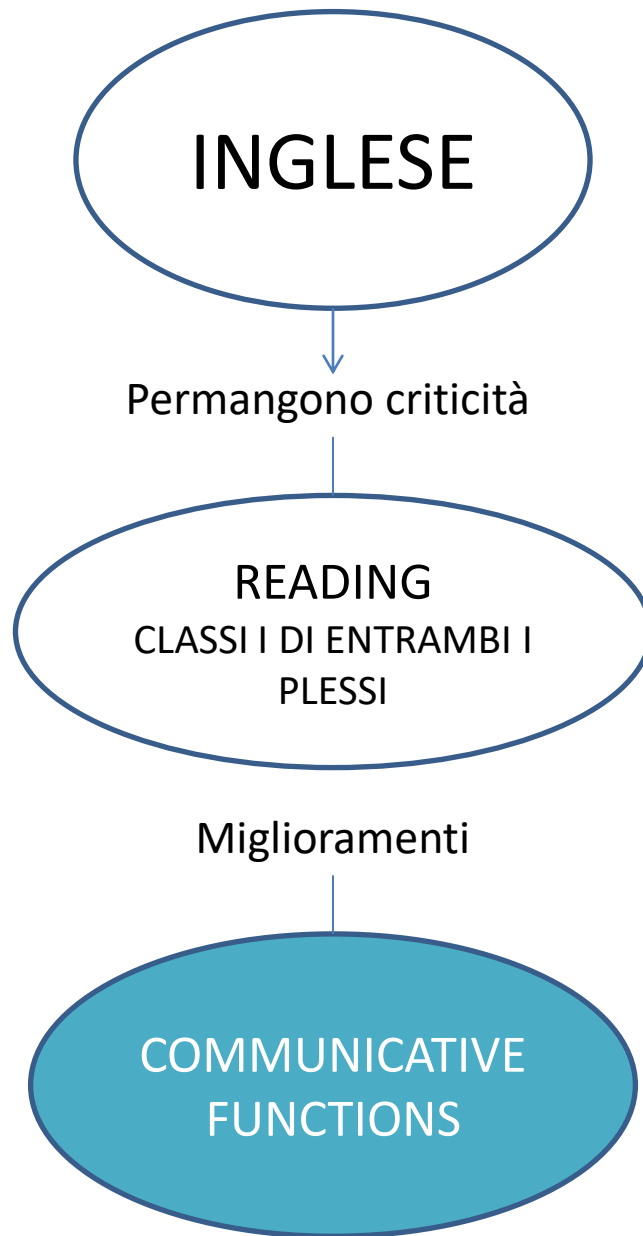 INGLESE
Permangono criticità
READING
CLASSI I DI ENTRAMBI I
PLESSI
Miglioramenti
COMMUNICATIVE
FUNCTIONS